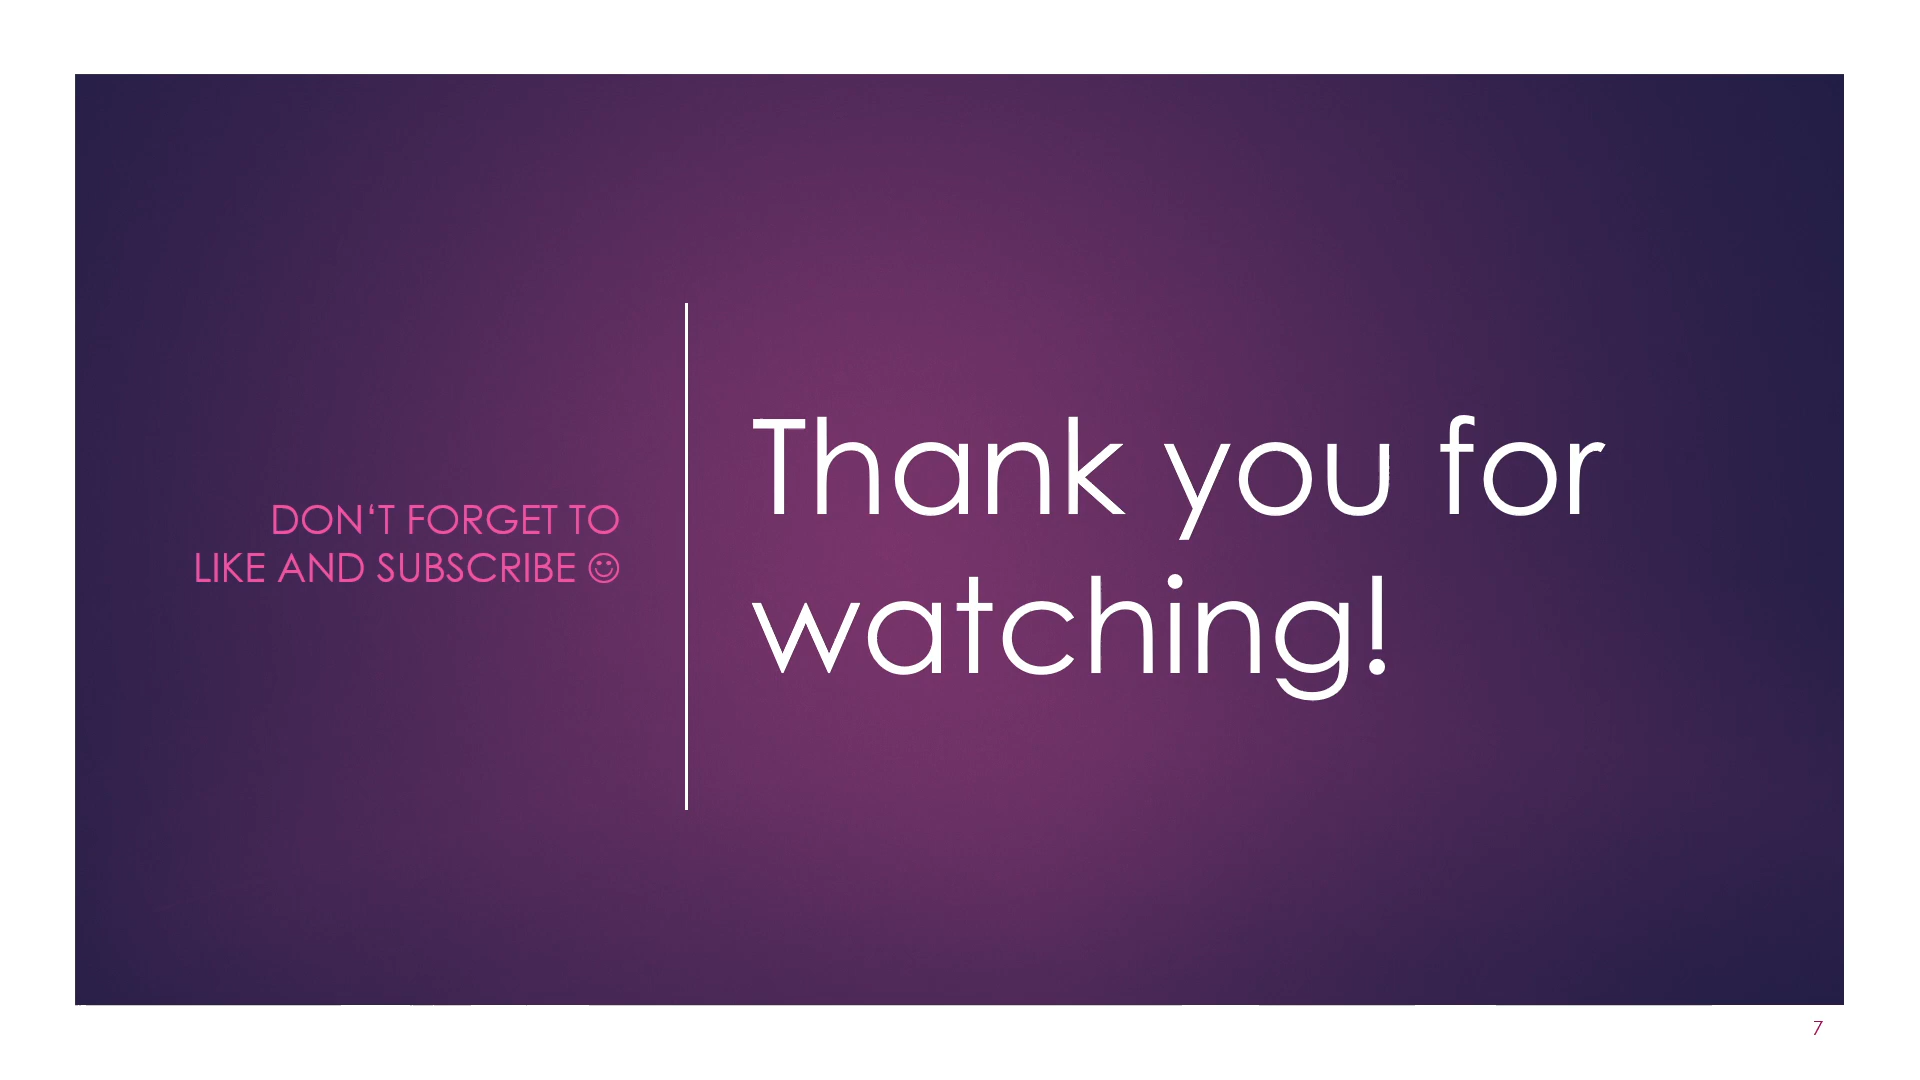 DON‘T FORGET TO
LIKE AND SUBSCRIBE ☺
Thank you for
watching!
7